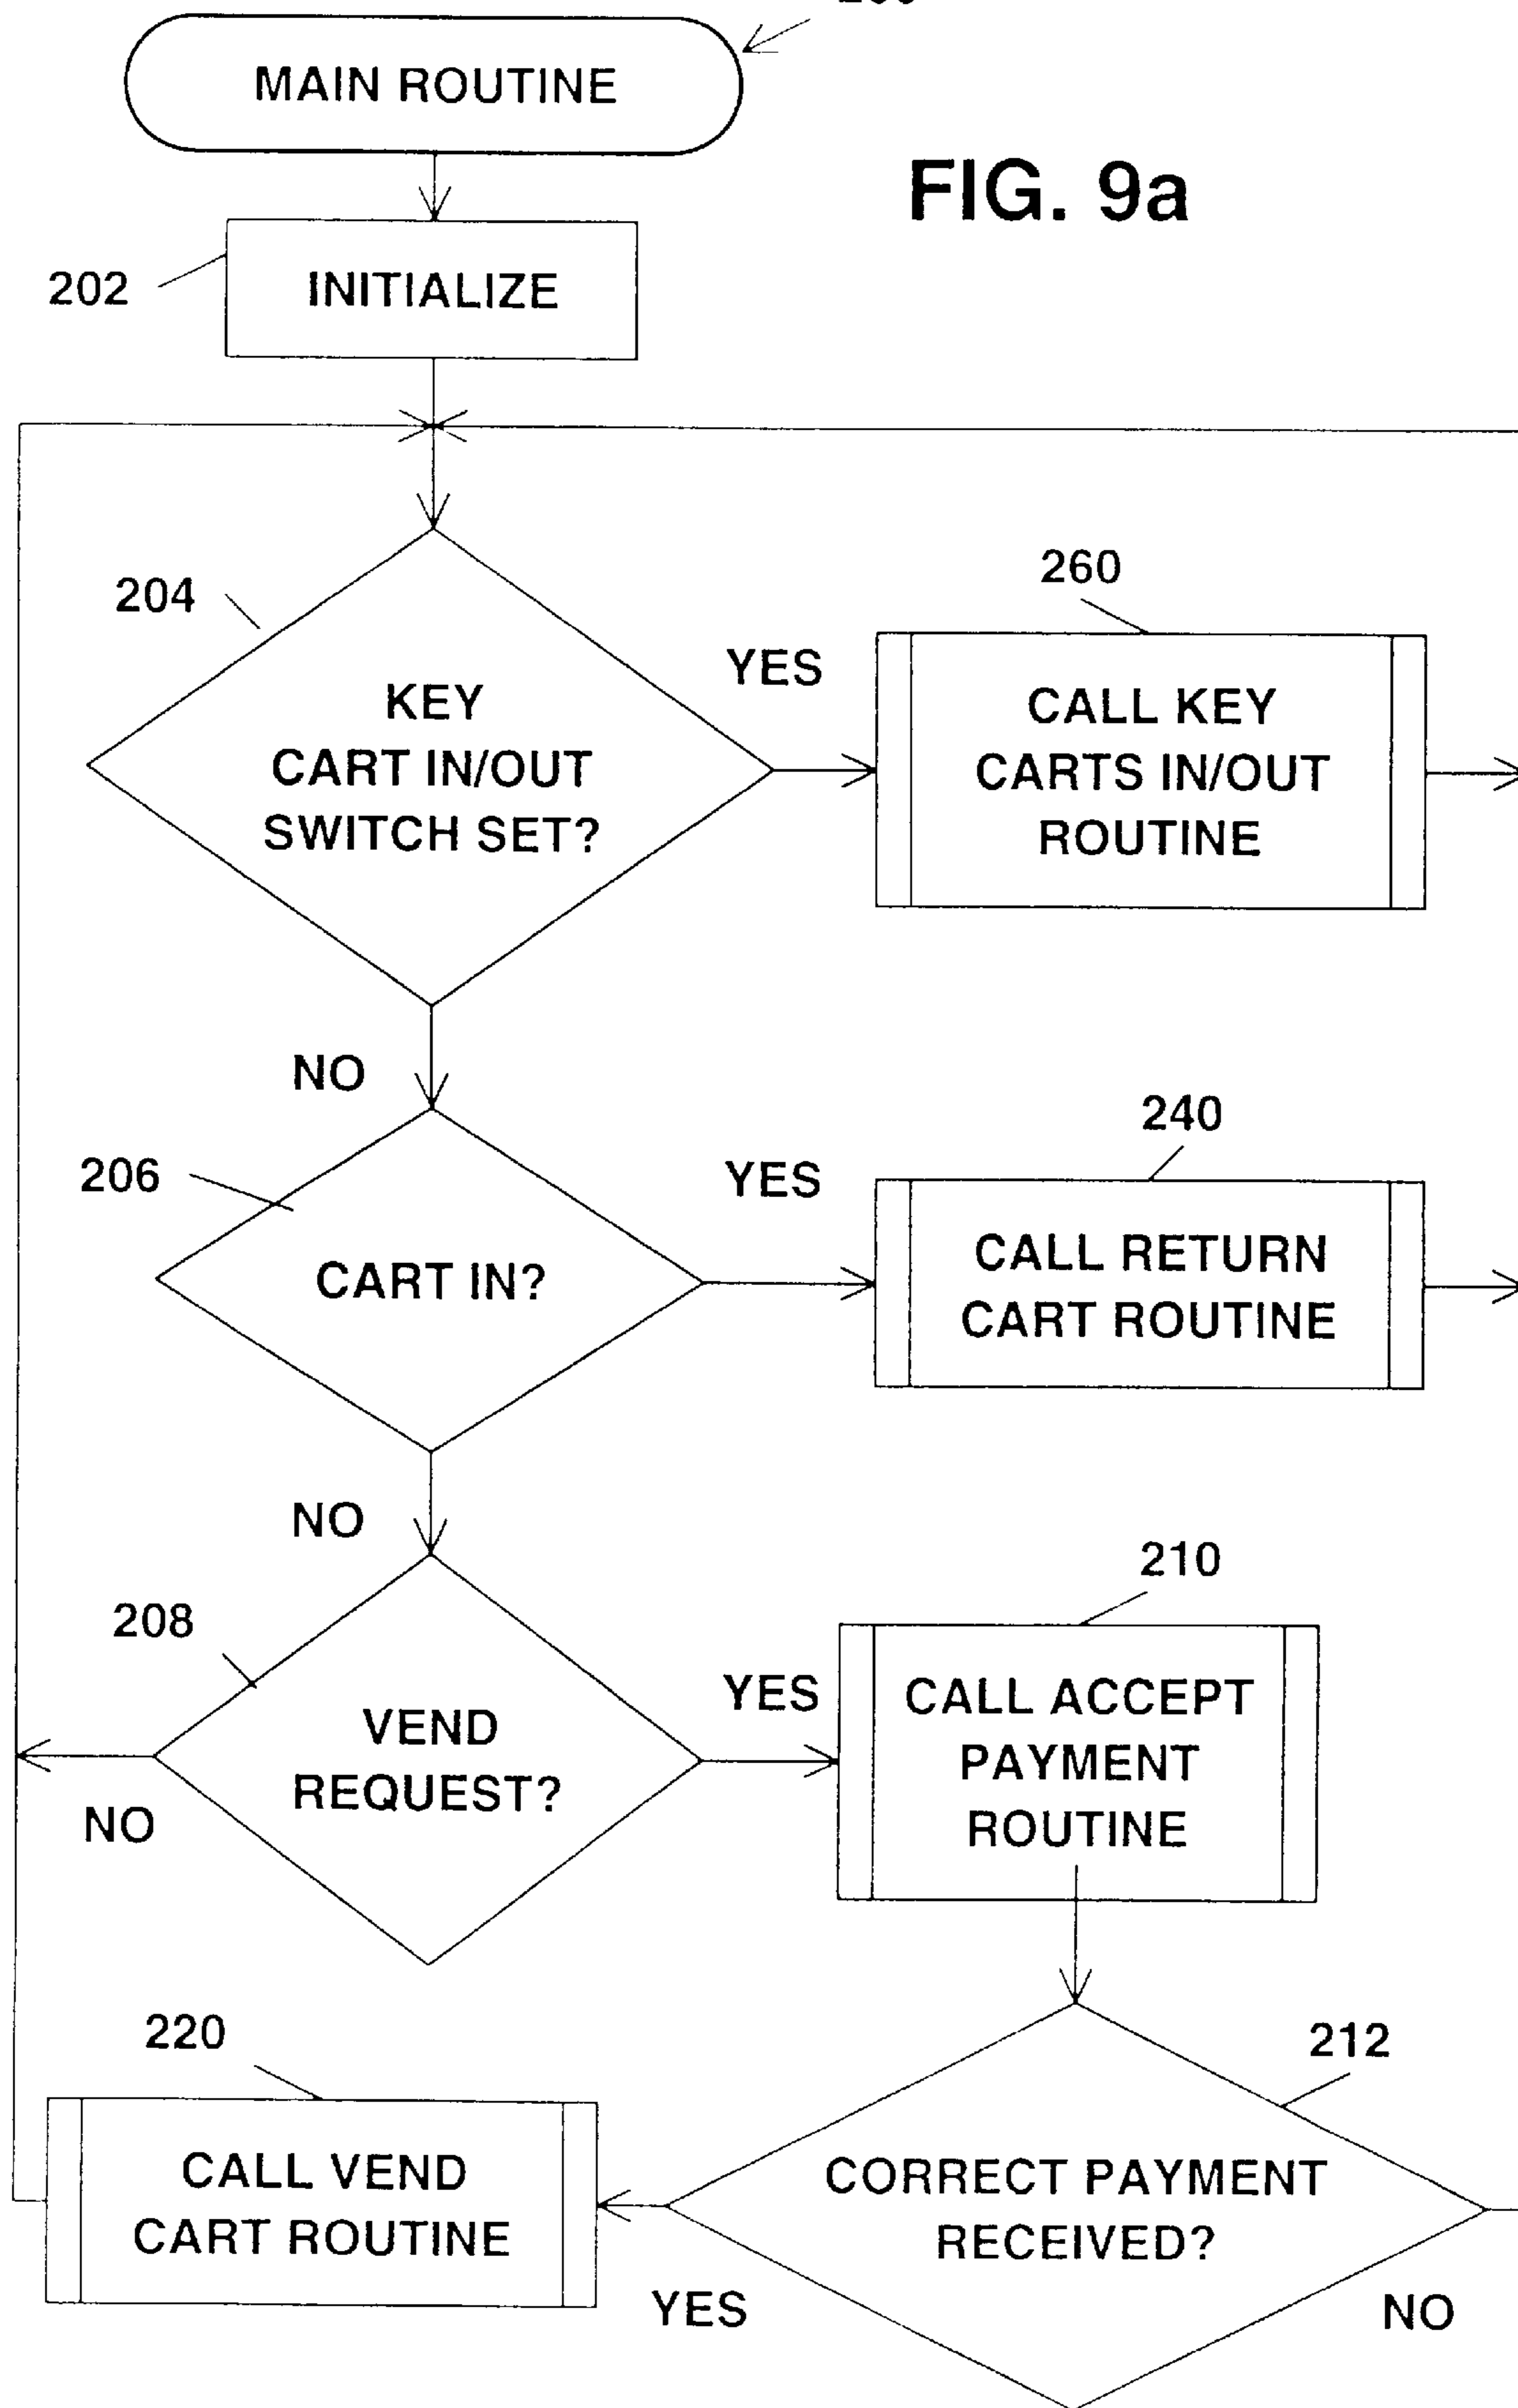 MAIN ROUTINE
FIG. 9a
202
INITIALIZE
204
KEY
CART IN/OUT
SWITCH SET?
YES
260
CALL KEY
CARTS IN/OUT
ROUTINE
NO
206
CART IN?
YES
240
CALL RETURN
CART ROUTINE
NO
208
VEND
REQUEST?
YES
NO
210
CALL ACCEPT
PAYMENT
ROUTINE
212
CORRECT PAYMENT
RECEIVED?
YES
NO
220
CALL VEND
CART ROUTINE